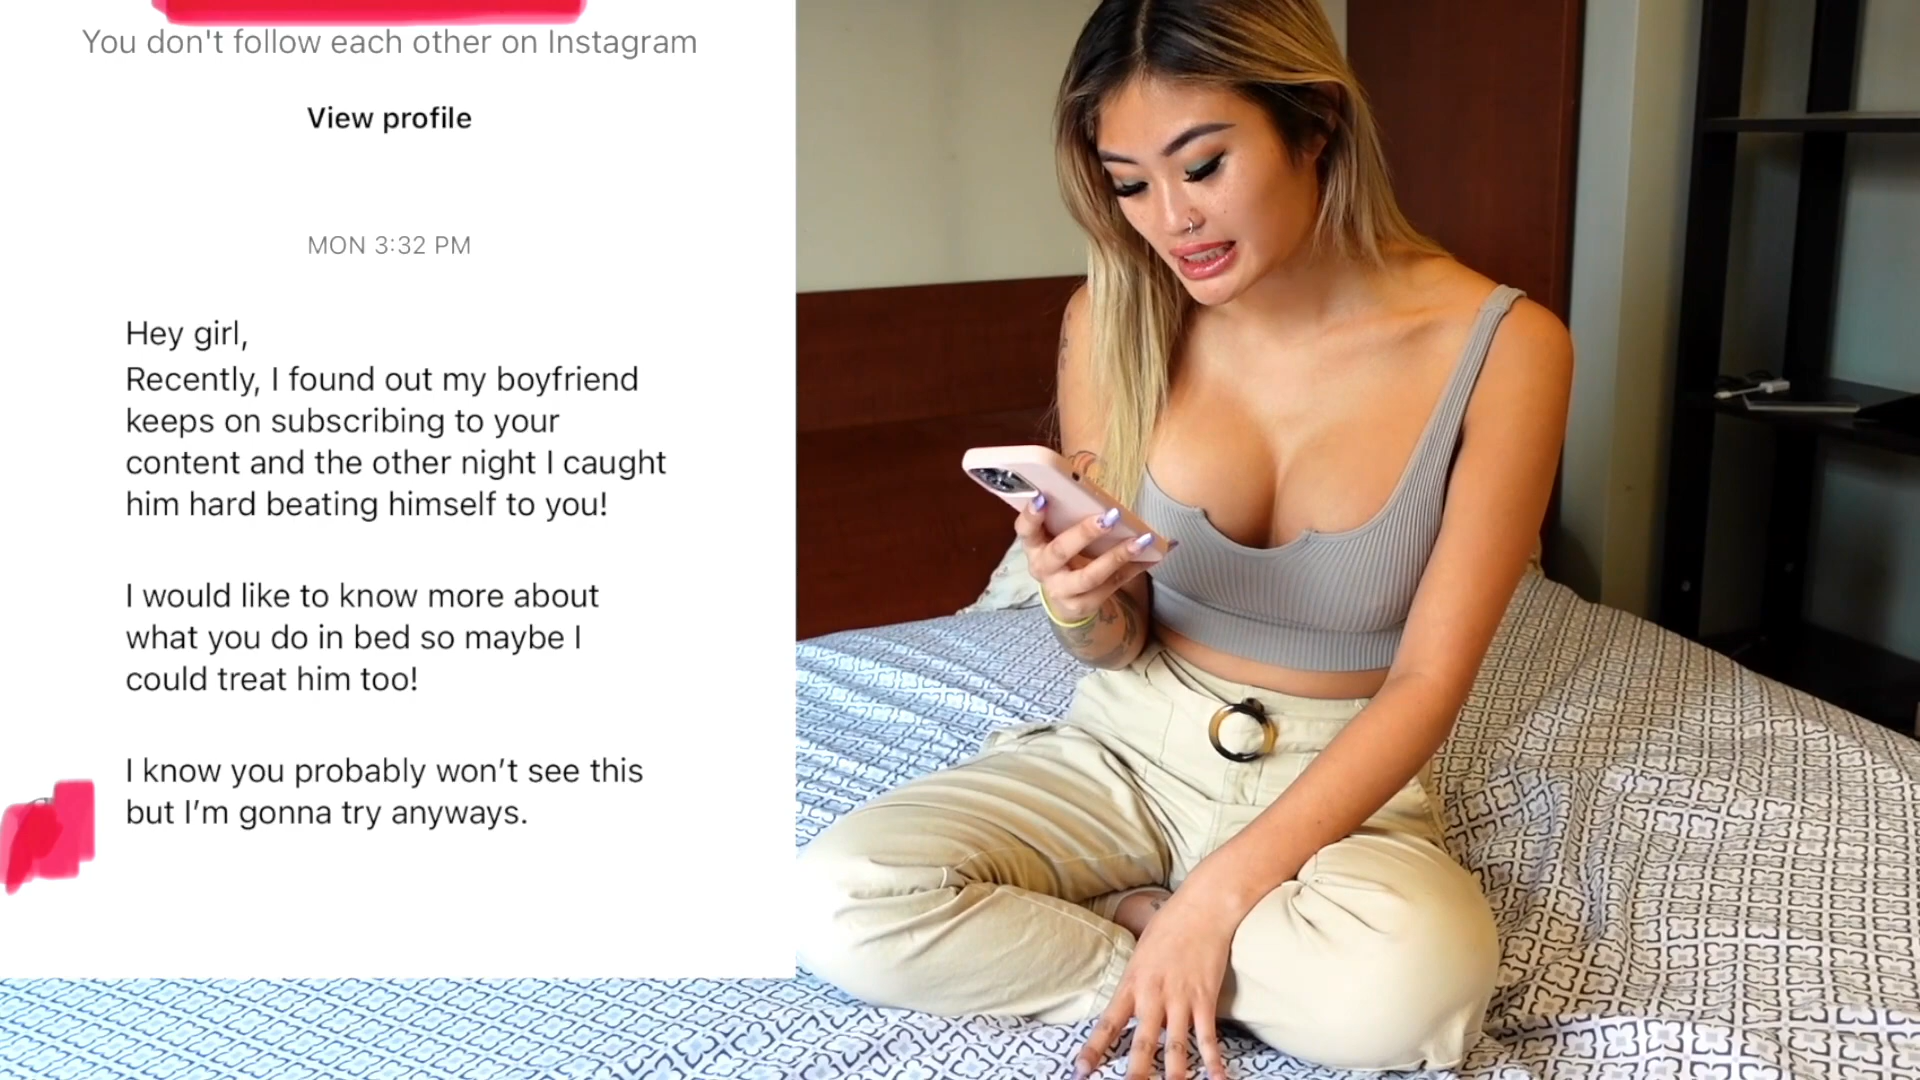 You don't follow each other on Instagram
View profile
MON 3:32 PM
Hey girl,
Recently, I found out my boyfriend
keeps on subscribing to your
content and the other night I caught
him hard beating himself to you!
I would like to know more about
what you do in bed so maybe I
could treat him too!
I know you probably won't see this
but I'm gonna try anyways.